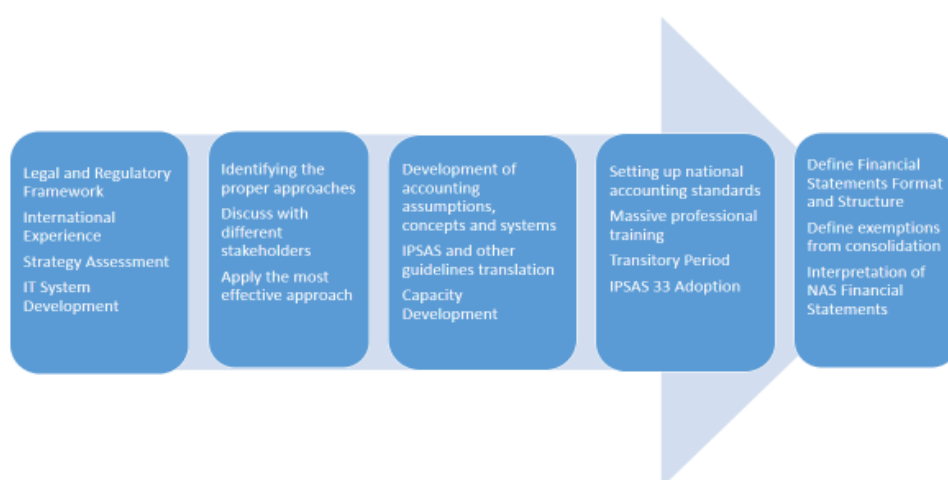 Legal and Regulatory
Framework
International
Experience
Strategy Assessment
IT System
Development
Identifying the
proper approaches
Discuss with
different
stakeholders
Apply the most
effective approach
Development of
accounting
assumptions,
concepts and systems
IPSAS and other
guidelines translation
Capacity
Development
Setting up national
accounting standards
Massive professional
training
Transitory Period
IPSAS 33 Adoption
Define Financial
Statements Format
and Structure
Define exemptions
from consolidation
Interpretation of
NAS Financial
Statements